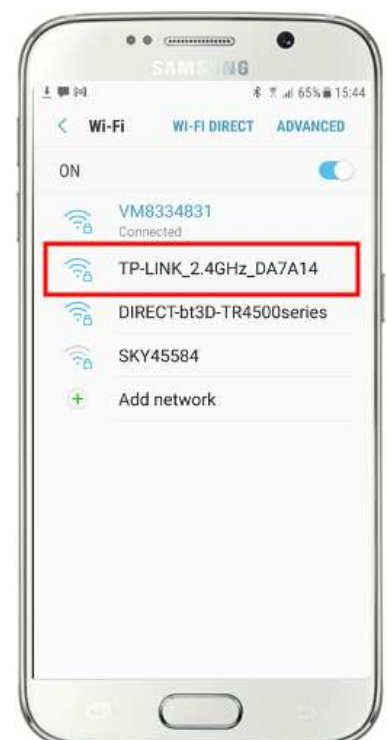 SAMSUNG
65% 15:44
Wi-Fi WI-FI DIRECT ADVANCED
ON
VM8334831
Connected
TP-LINK_2.4GHz_DA7A14
DIRECT-bt3D-TR4500series
SKY45584
Add network